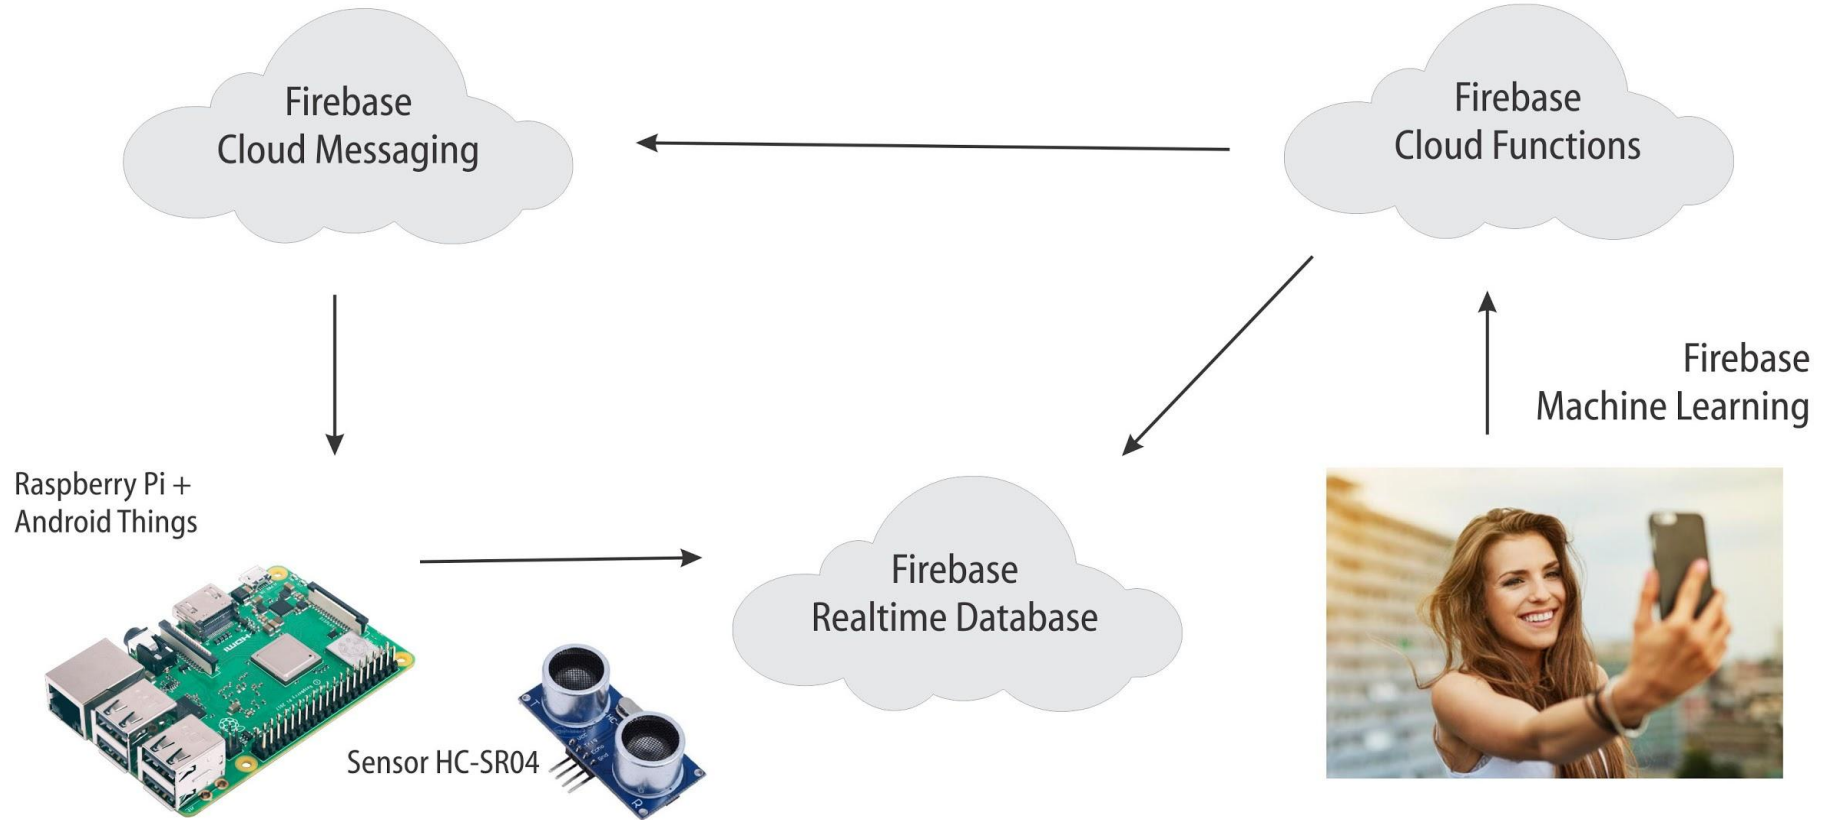 Firebase
Cloud Messaging
Firebase
Cloud Functions
Firebase
Machine Learning
Raspberry Pi +
Android Things
Firebase
Realtime Database
Sensor HC-SR04
HDMI
T
R